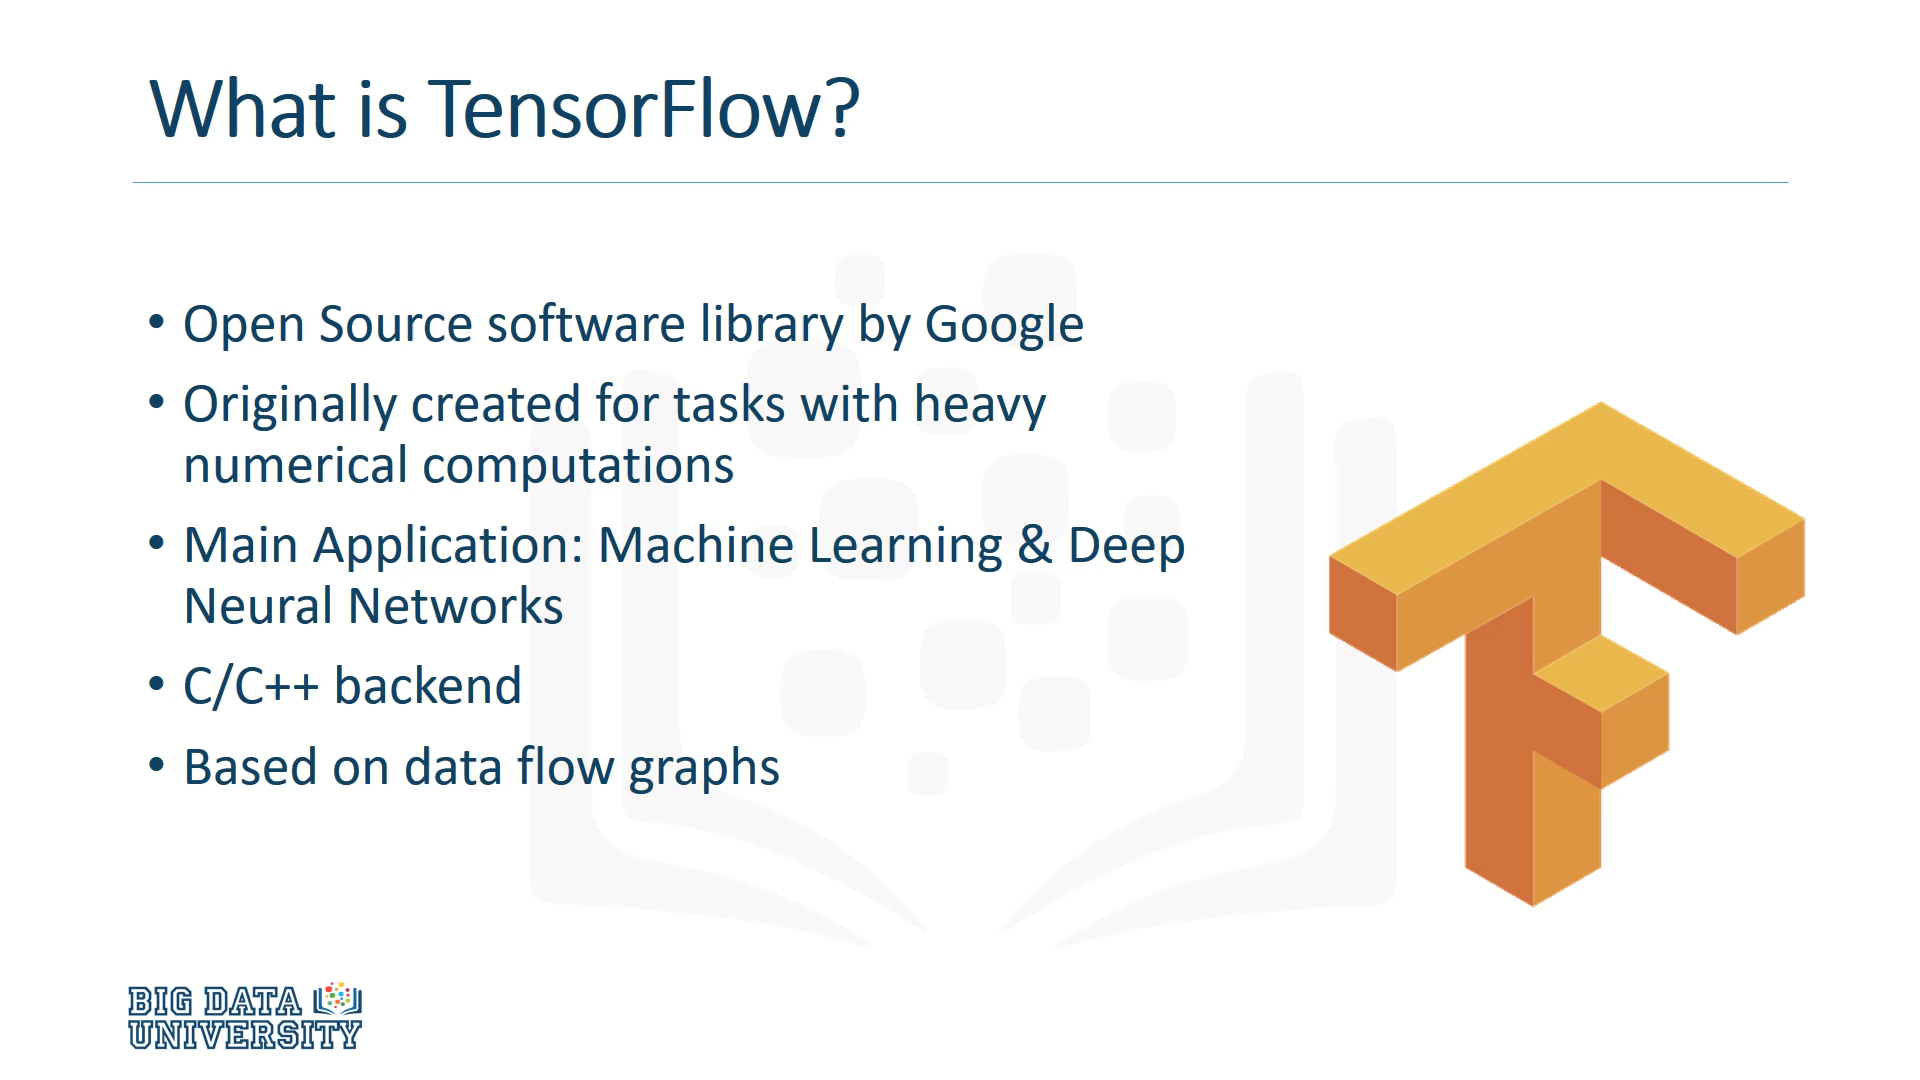 What is TensorFlow?
• Open Source software library by Google
• Originally created for tasks with heavy
numerical computations
• Main Application: Machine Learning & Deep
Neural Networks
• C/C++ backend
• Based on data flow graphs
BIG DATA
UNIVERSITY